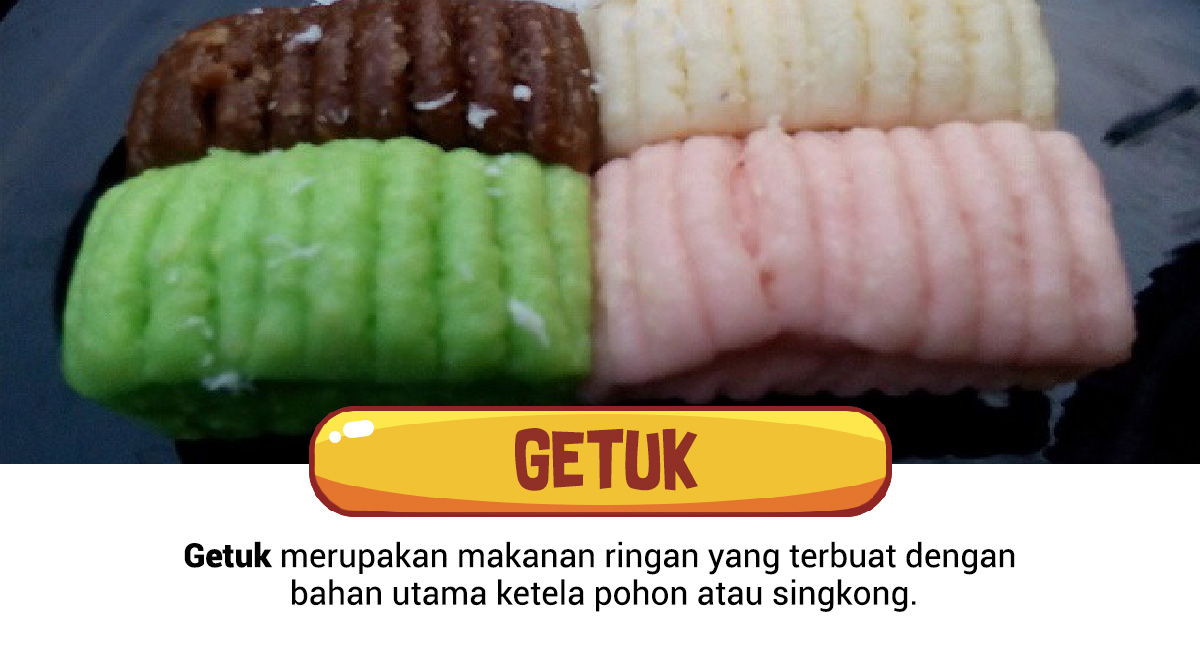 GETUK
Getuk merupakan makanan ringan yang terbuat dengan
bahan utama ketela pohon atau singkong.